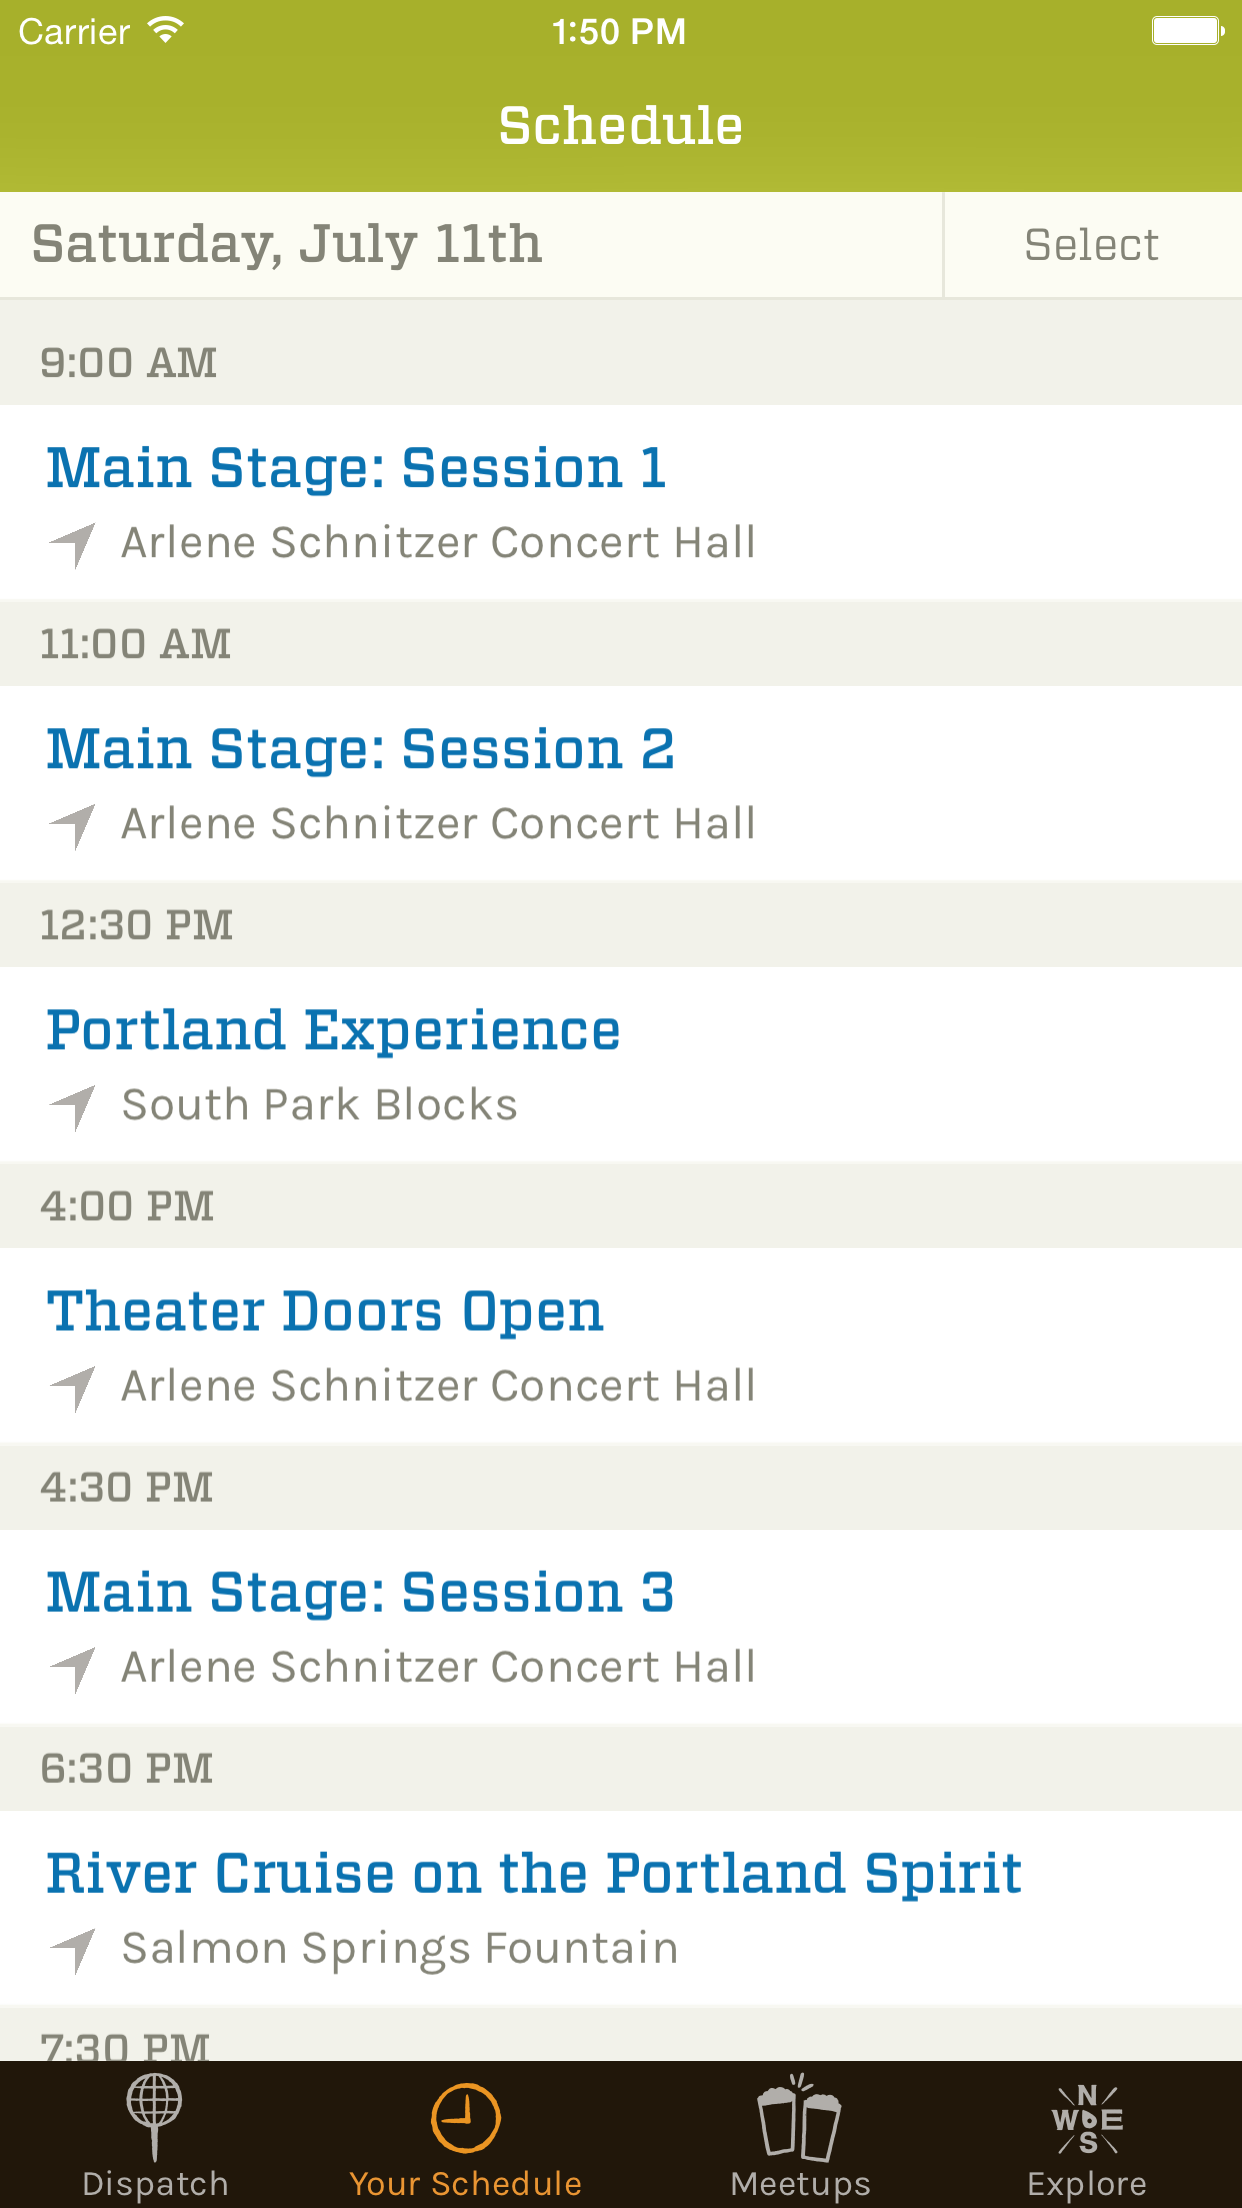 Carrier
1:50 PM
Schedule
Saturday, July 11th
Select
9:00 AM
Main Stage: Session 1
Arlene Schnitzer Concert Hall
11:00 AM
Main Stage: Session 2
Arlene Schnitzer Concert Hall
12:30 PM
Portland Experience
South Park Blocks
4:00 PM
Theater Doors Open
Arlene Schnitzer Concert Hall
4:30 PM
Main Stage: Session 3
Arlene Schnitzer Concert Hall
6:30 PM
River Cruise on the Portland Spirit
Salmon Springs Fountain
7:30 PM
N
W E
S
Dispatch
Your Schedule
Meetups
Explore